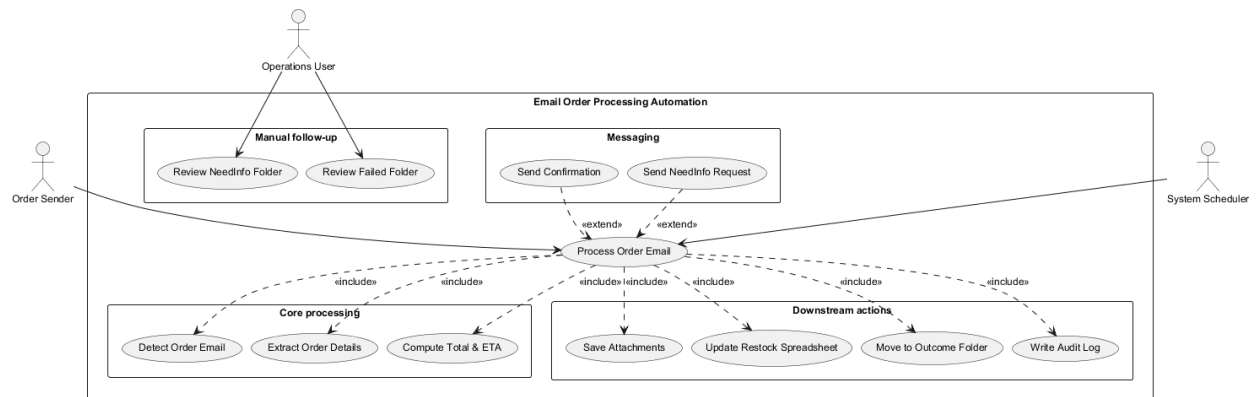 Operations User
Email Order Processing Automation
Manual follow-up
Messaging
Review NeedInfo Folder
Review Failed Folder
Send Confirmation
Send NeedInfo Request
Order Sender
System Scheduler
«extend»
«extend»
Process Order Email
«include»
«include»
«include»
«include»
«include»
«include»
«include»
Core processing
Downstream actions
Detect Order Email
Extract Order Details
Compute Total & ETA
Save Attachments
Update Restock Spreadsheet
Move to Outcome Folder
Write Audit Log